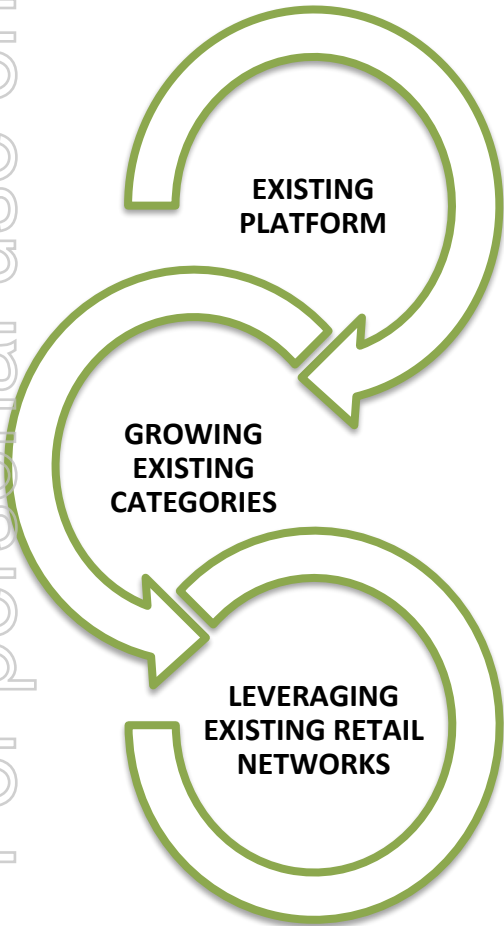 EXISTING
PLATFORM
GROWING
EXISTING
CATEGORIES
LEVERAGING
EXISTING RETAIL
NETWORKS